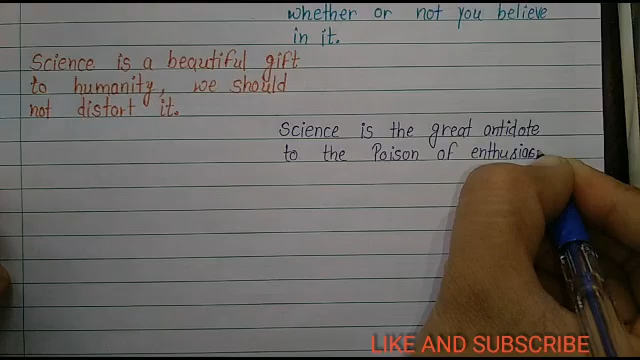 whether or not you believe
in it.
Science is a beautiful gift
to humanity, we should
not distort it.
Science is the great antidote
to the Poison of enthusias
LIKE AND SUBSCRIBE